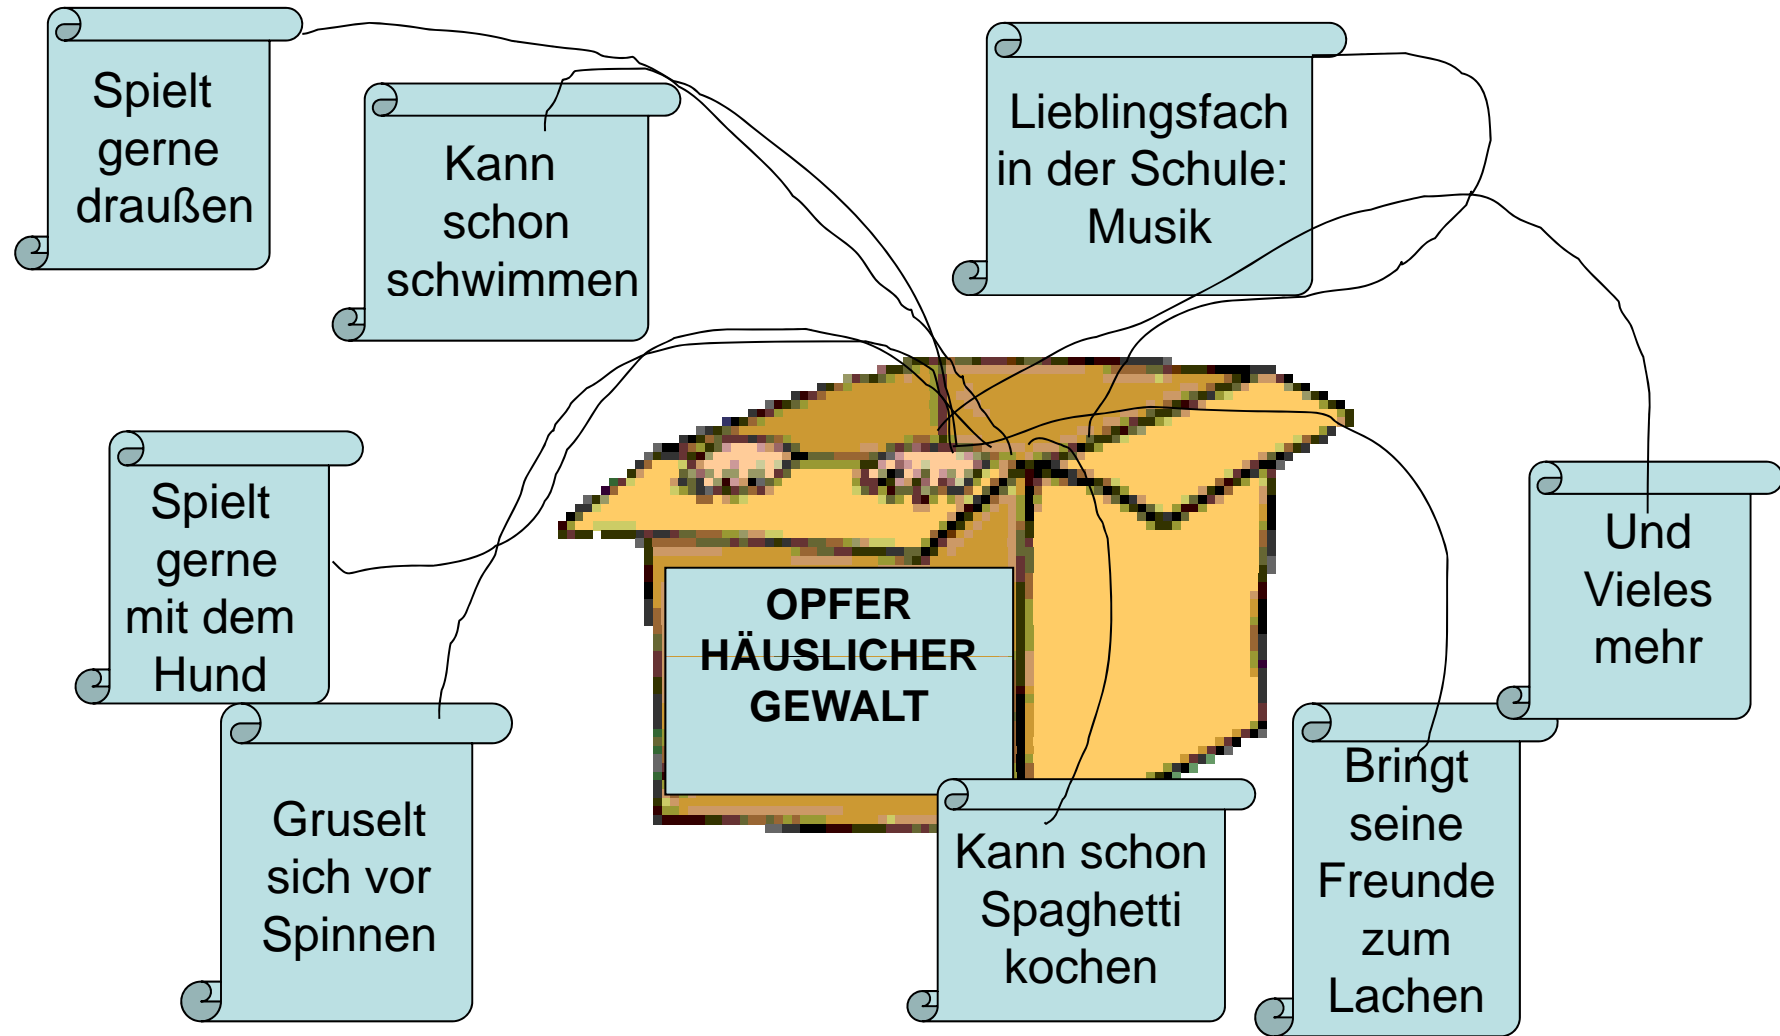 Spielt
gerne
draußen
Kann
schon
schwimmen
Lieblingsfach
in der Schule:
Musik
Spielt
gerne
mit dem
Hund
OPFER
HÄUSLICHER
GEWALT
Und
Vieles
mehr
Gruselt
sich vor
Spinnen
Kann schon
Spaghetti
kochen
Bringt
seine
Freunde
zum
Lachen